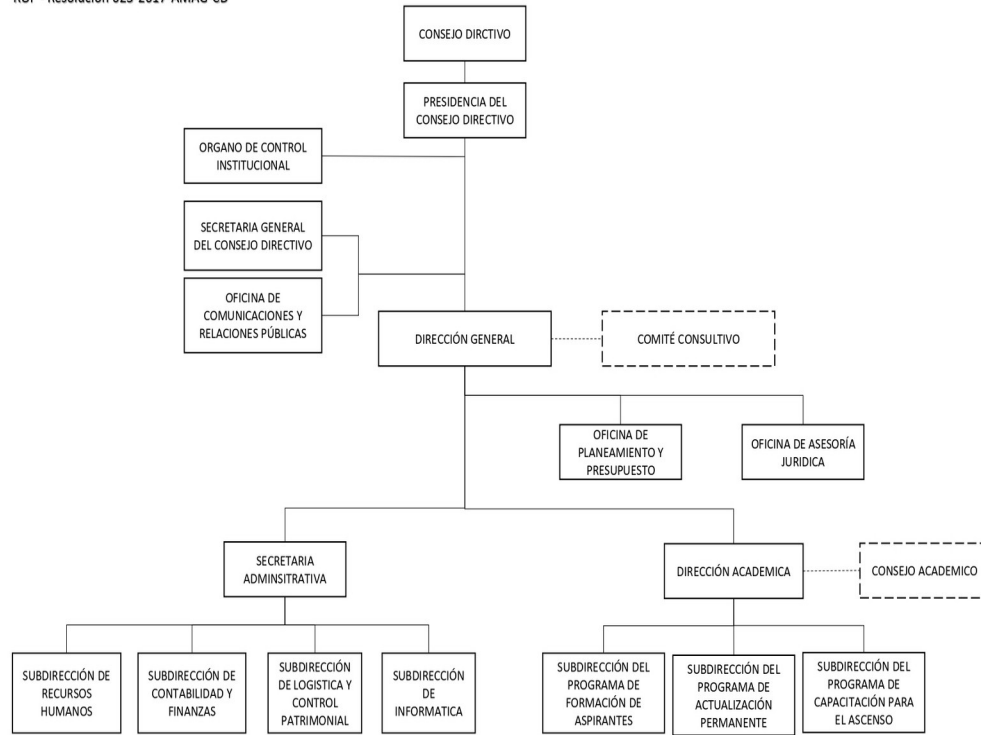 ROF - Resolución 023-2017-AMAG-CD
CONSEJO DIRCTIVO
PRESIDENCIA DEL
CONSEJO DIRECTIVO
ORGANO DE CONTROL
INSTITUCIONAL
SECRETARIA GENERAL
DEL CONSEJO DIRECTIVO
OFICINA DE
COMUNICACIONES Y
RELACIONES PÚBLICAS
DIRECCIÓN GENERAL
COMITÉ CONSULTIVO
OFICINA DE
PLANEAMIENTO Y
PRESUPUESTO
OFICINA DE ASESORÍA
JURIDICA
SECRETARIA
ADMINSITRATIVA
DIRECCIÓN ACADEMICA
CONSEJO ACADEMICO
SUBDIRECCIÓN DE
RECURSOS
HUMANOS
SUBDIRECCIÓN DE
CONTABILIDAD Y
FINANZAS
SUBDIRECCIÓN
DE LOGISTICA Y
CONTROL
PATRIMONIAL
SUBDIRECCIÓN
DE
INFORMATICA
SUBDIRECCIÓN DEL
PROGRAMA DE
FORMACIÓN DE
ASPIRANTES
SUBDIRECCIÓN DEL
PROGRAMA DE
ACTUALIZACIÓN
PERMANENTE
SUBDIRECCIÓN DEL
PROGRAMA DE
CAPACITACIÓN PARA
EL ASCENSO